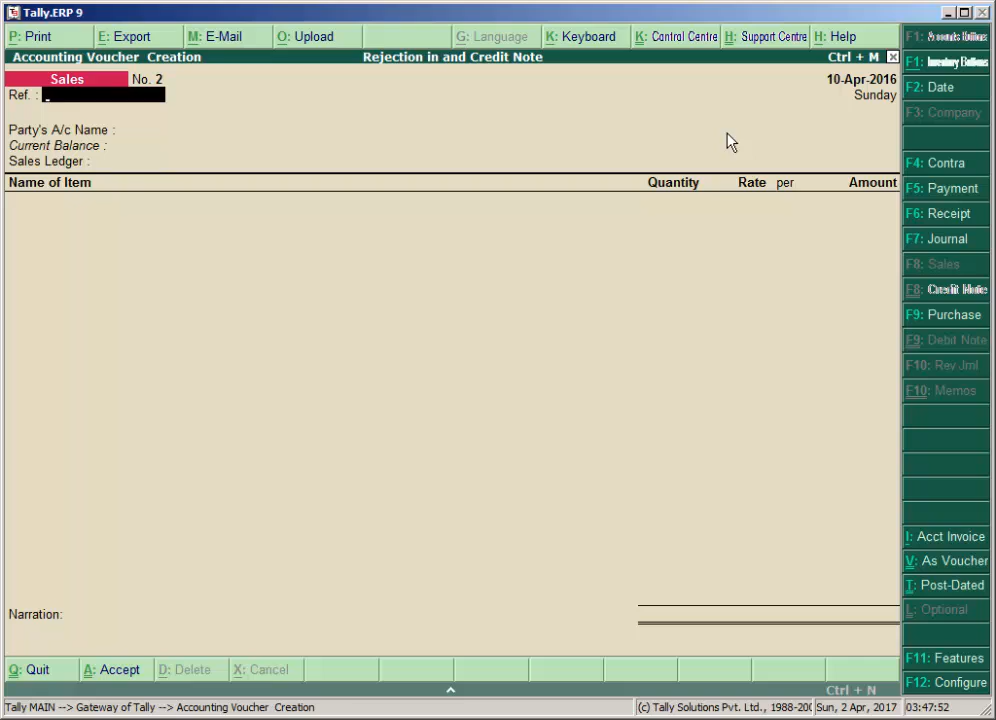 Tally.ERP 9
P: Print E: Export M: E-Mail O: Upload G: Language K: Keyboard K: Control Centre H: Support Centre H: Help
Accounting Voucher Creation Rejection in and Credit Note Ctrl + M
Sales No. 2 10-Apr-2016
Ref. : Sunday
Party's A/c Name :
Current Balance :
Sales Ledger :
Name of Item Quantity Rate per Amount
Narration:
F1: Accounts Buttons
F1: Inventory Buttons
F2: Date
F3: Company
F4: Contra
F5: Payment
F6: Receipt
F7: Journal
F8: Sales
F8: Credit Note
F9: Purchase
F9: Debit Note
F10: Rev Jrnl
F10: Memos
I: Acct Invoice
V: As Voucher
T: Post-Dated
L: Optional
F11: Features
F12: Configure
Q: Quit A: Accept D: Delete X: Cancel
Ctrl + N
Tally MAIN --> Gateway of Tally --> Accounting Voucher Creation (c) Tally Solutions Pvt. Ltd., 1988-200 Sun, 2 Apr, 2017 03:47:52